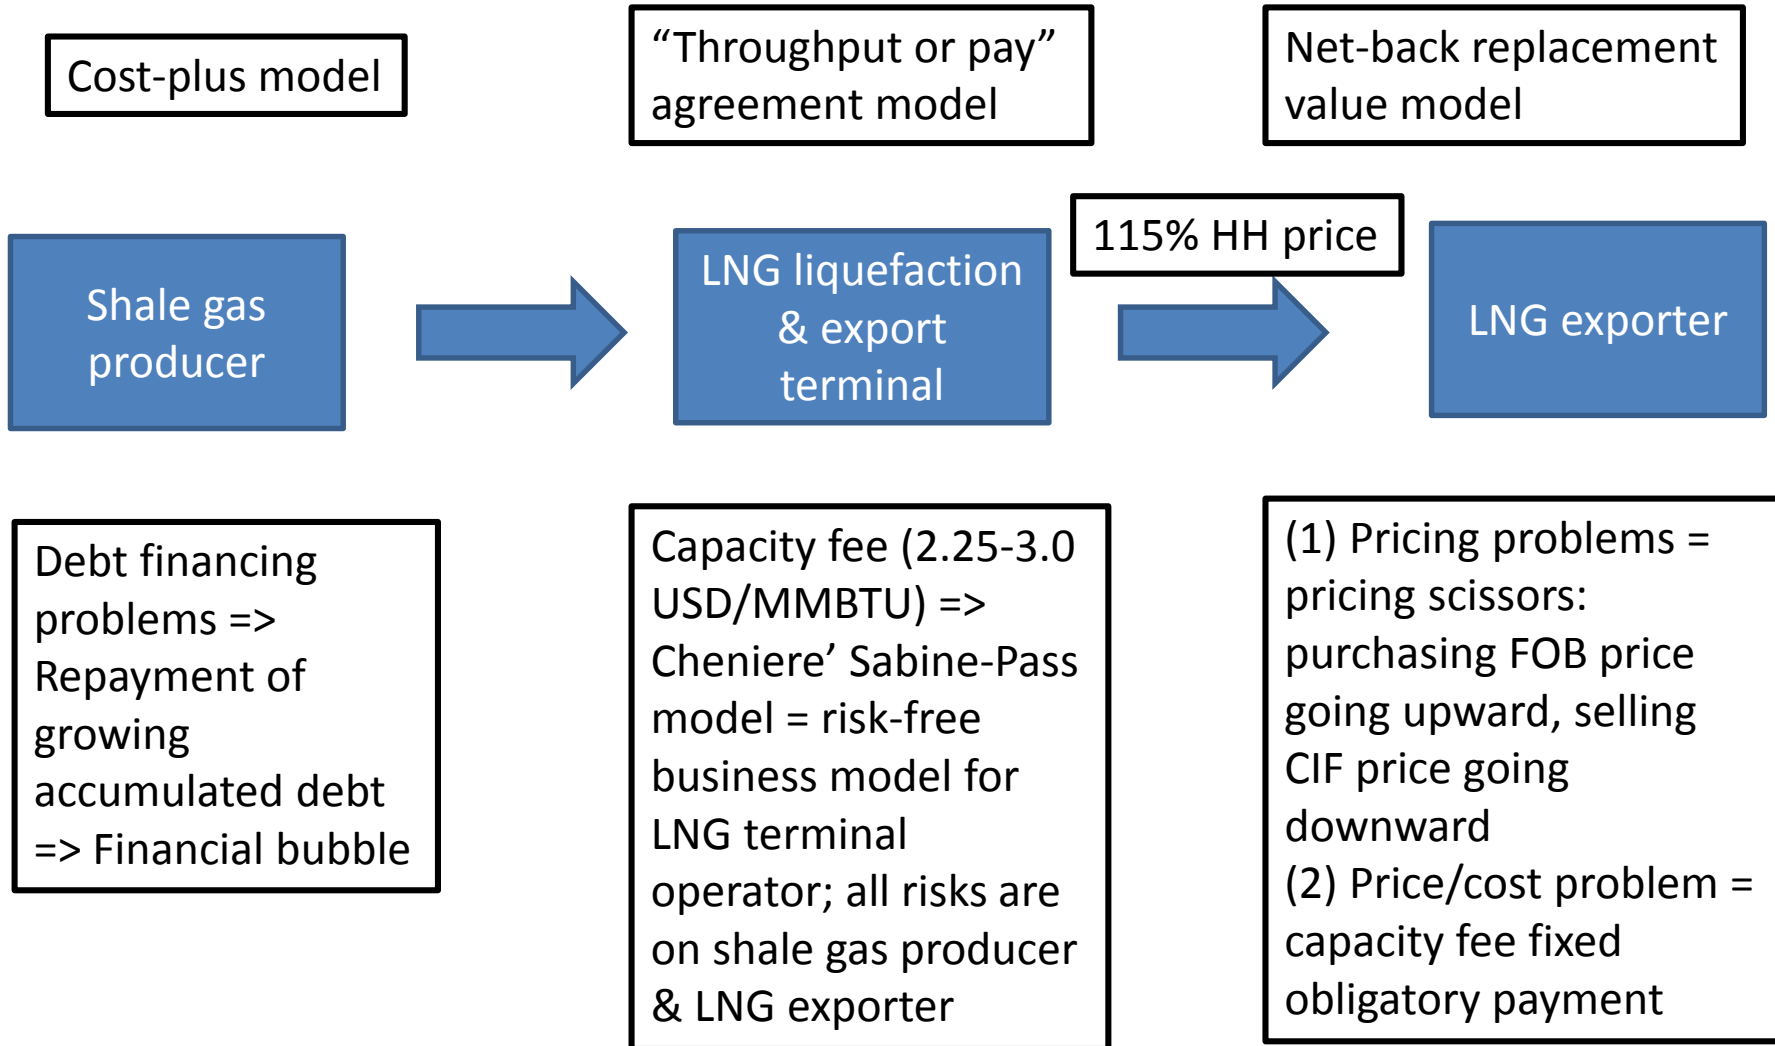 Cost-plus model
“Throughput or pay”
agreement model
Net-back replacement
value model
Shale gas
producer
LNG liquefaction
& export
terminal
115% HH price
LNG exporter
Debt financing
problems =>
Repayment of
growing
accumulated debt
=> Financial bubble
Capacity fee (2.25-3.0
USD/MMBTU) =>
Cheniere’ Sabine-Pass
model = risk-free
business model for
LNG terminal
operator; all risks are
on shale gas producer
& LNG exporter
(1) Pricing problems =
pricing scissors:
purchasing FOB price
going upward, selling
CIF price going
downward
(2) Price/cost problem =
capacity fee fixed
obligatory payment